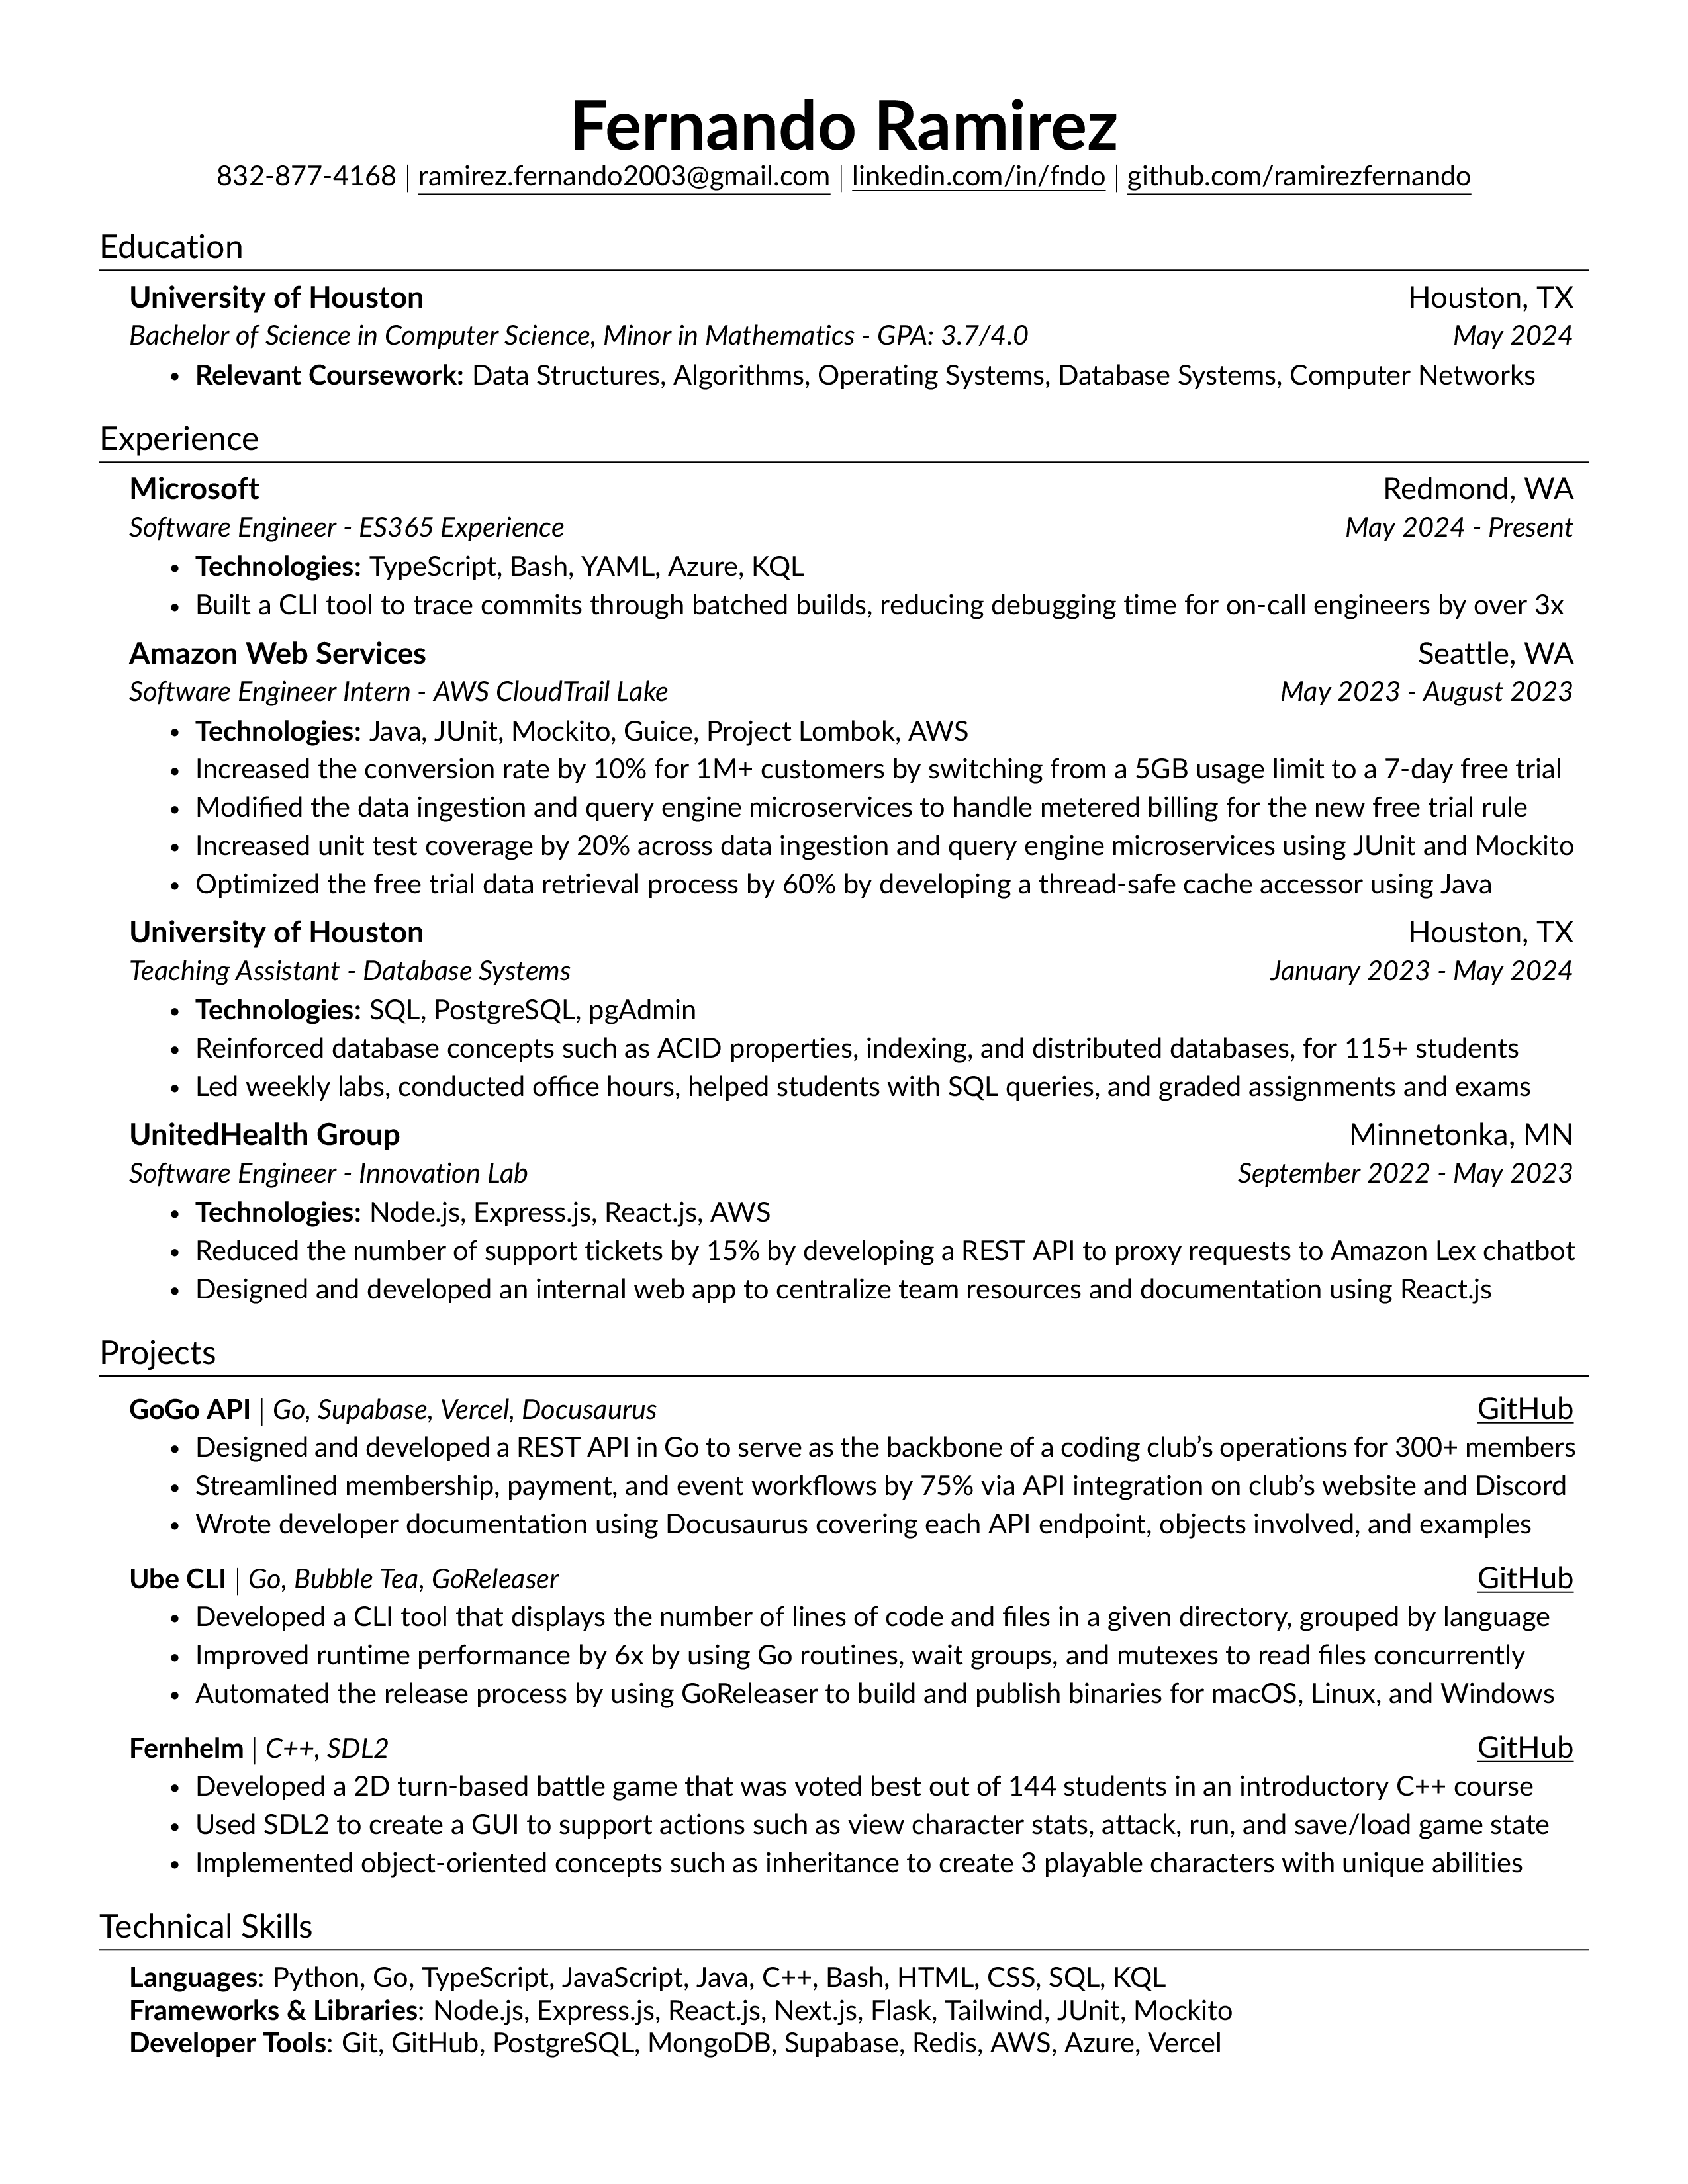 Fernando Ramirez
832-877-4168 | ramirez.fernando2003@gmail.com | linkedin.com/in/fndo | github.com/ramirezfernando
Education
University of Houston Houston, TX
Bachelor of Science in Computer Science, Minor in Mathematics - GPA: 3.7/4.0 May 2024
• Relevant Coursework: Data Structures, Algorithms, Operating Systems, Database Systems, Computer Networks
Experience
Microsoft Redmond, WA
Software Engineer - ES365 Experience May 2024 - Present
• Technologies: TypeScript, Bash, YAML, Azure, KQL
• Built a CLI tool to trace commits through batched builds, reducing debugging time for on-call engineers by over 3x
Amazon Web Services Seattle, WA
Software Engineer Intern - AWS CloudTrail Lake May 2023 - August 2023
• Technologies: Java, JUnit, Mockito, Guice, Project Lombok, AWS
• Increased the conversion rate by 10% for 1M+ customers by switching from a 5GB usage limit to a 7-day free trial
• Modified the data ingestion and query engine microservices to handle metered billing for the new free trial rule
• Increased unit test coverage by 20% across data ingestion and query engine microservices using JUnit and Mockito
• Optimized the free trial data retrieval process by 60% by developing a thread-safe cache accessor using Java
University of Houston Houston, TX
Teaching Assistant - Database Systems January 2023 - May 2024
• Technologies: SQL, PostgreSQL, pgAdmin
• Reinforced database concepts such as ACID properties, indexing, and distributed databases, for 115+ students
• Led weekly labs, conducted office hours, helped students with SQL queries, and graded assignments and exams
UnitedHealth Group Minnetonka, MN
Software Engineer - Innovation Lab September 2022 - May 2023
• Technologies: Node.js, Express.js, React.js, AWS
• Reduced the number of support tickets by 15% by developing a REST API to proxy requests to Amazon Lex chatbot
• Designed and developed an internal web app to centralize team resources and documentation using React.js
Projects
GoGo API | Go, Supabase, Vercel, Docusaurus GitHub
• Designed and developed a REST API in Go to serve as the backbone of a coding club’s operations for 300+ members
• Streamlined membership, payment, and event workflows by 75% via API integration on club’s website and Discord
• Wrote developer documentation using Docusaurus covering each API endpoint, objects involved, and examples
Ube CLI | Go, Bubble Tea, GoReleaser GitHub
• Developed a CLI tool that displays the number of lines of code and files in a given directory, grouped by language
• Improved runtime performance by 6x by using Go routines, wait groups, and mutexes to read files concurrently
• Automated the release process by using GoReleaser to build and publish binaries for macOS, Linux, and Windows
Fernhelm | C++, SDL2 GitHub
• Developed a 2D turn-based battle game that was voted best out of 144 students in an introductory C++ course
• Used SDL2 to create a GUI to support actions such as view character stats, attack, run, and save/load game state
• Implemented object-oriented concepts such as inheritance to create 3 playable characters with unique abilities
Technical Skills
Languages: Python, Go, TypeScript, JavaScript, Java, C++, Bash, HTML, CSS, SQL, KQL
Frameworks & Libraries: Node.js, Express.js, React.js, Next.js, Flask, Tailwind, JUnit, Mockito
Developer Tools: Git, GitHub, PostgreSQL, MongoDB, Supabase, Redis, AWS, Azure, Vercel